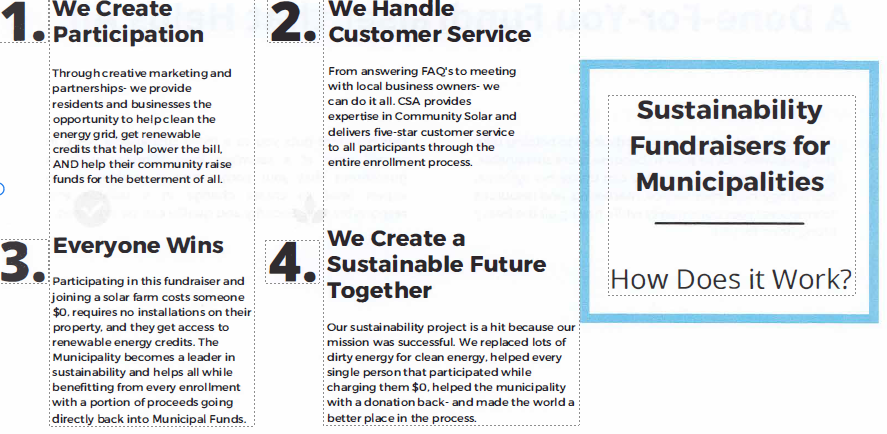 1.
We Create
Participation
Through creative marketing and
partnerships- we provide
residents and businesses the
opportunity to help clean the
energy grid, get renewable
credits that help lower the bill,
AND help their community raise
funds for the betterment of all.
2.
We Handle
Customer Service
From answering FAQ's to meeting
with local business owners- we
can do it all. CSA provides
expertise in Community Solar and
delivers five-star customer service
to all participants through the
entire enrollment process.
3.
Everyone Wins
Participating in this fundraiser and
joining a solar farm costs someone
$0, requires no installations on their
property, and they get access to
renewable energy credits. The
Municipality becomes a leader in
sustainability and helps all while
benefitting from every enrollment
with a portion of proceeds going
directly back into Municipal Funds.
4.
We Create a
Sustainable Future
Together
Our sustainability project is a hit because our
mission was successful. We replaced lots of
dirty energy for clean energy, helped every
single person that participated while
charging them $0, helped the municipality
with a donation back- and made the world a
better place in the process.
Sustainability
Fundraisers for
Municipalities
How Does it Work?